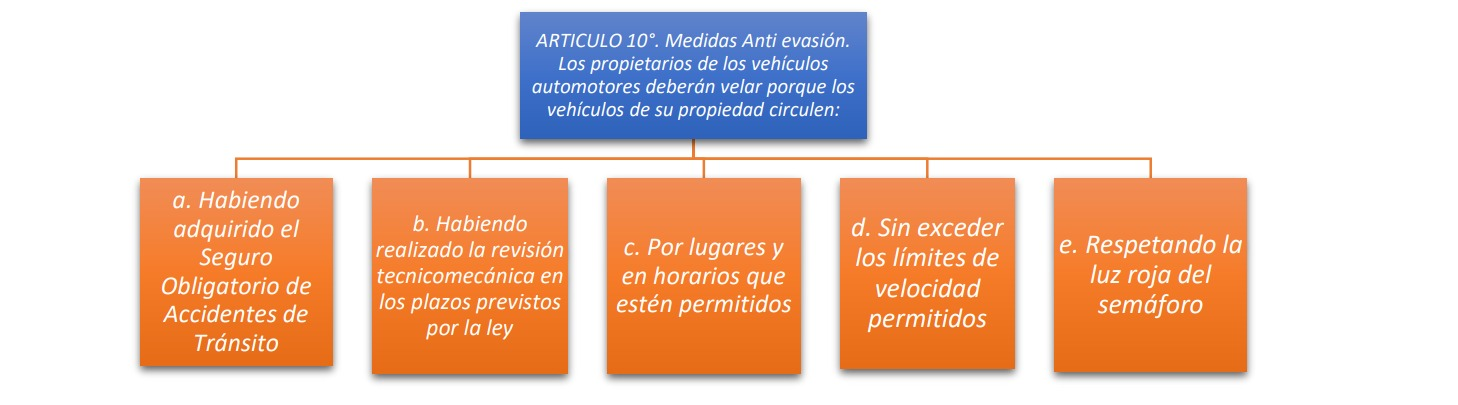 ARTICULO 10°. Medidas Anti evasión.
Los propietarios de los vehículos
automotores deberán velar porque los
vehículos de su propiedad circulen:
a. Habiendo
adquirido el
Seguro
Obligatorio de
Accidentes de
Tránsito
b. Habiendo
realizado la revisión
tecnicomecánica en
los plazos previstos
por la ley
c. Por lugares y
en horarios que
estén permitidos
d. Sin exceder
los límites de
velocidad
permitidos
e. Respetando la
luz roja del
semáforo